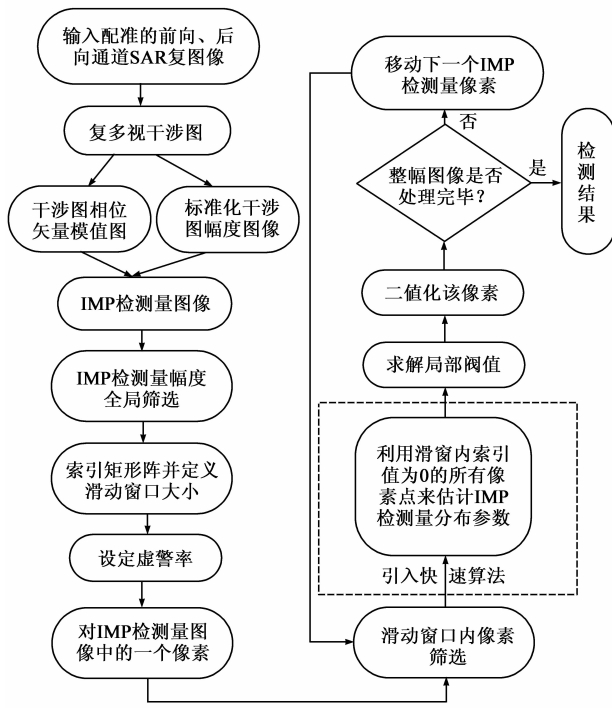 输入配准的前向、后
向通道SAR复图像
复多视干涉图
干涉图相位
矢量模值图
标准化干涉
图幅度图像
IMP检测量图像
IMP检测量幅度
全局筛选
索引矩形阵并定义
滑动窗口大小
设定虚警率
对IMP检测量图
像中的一个像素
滑动窗口内像素
筛选
引入快 速算法
利用滑窗内索引
值为0的所有像
素点来估计IMP
检测量分布参数
求解局部阀值
二值化该像素
整幅图像是否
处理完毕？
否
是
移动下一个IMP
检测量像素
检
测
结
果